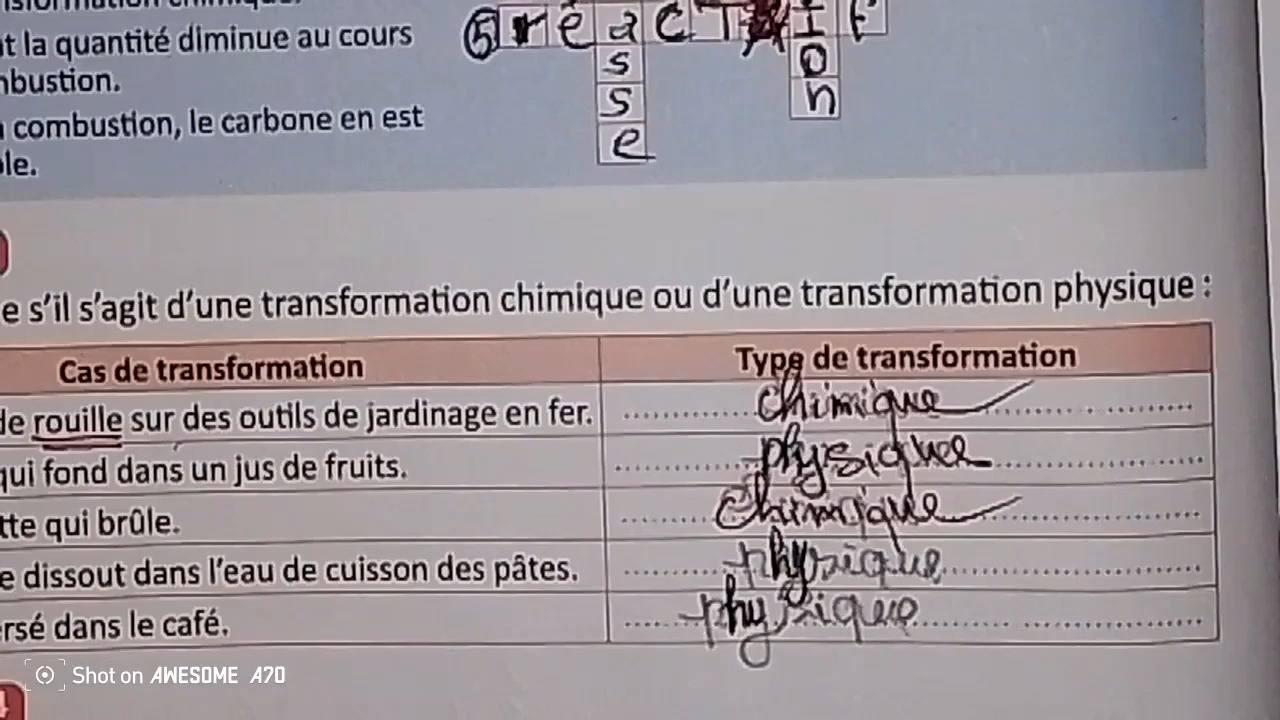 t la quantité diminue au cours
bustion.
combustion, le carbone en est
le.
⑤ réacTIF
s
s
e
o
n
e s'il s'agit d'une transformation chimique ou d'une transformation physique :
Cas de transformation Type de transformation
de rouille sur des outils de jardinage en fer. chimique
qui fond dans un jus de fruits. physique
tte qui brûle. chimique
e dissout dans l'eau de cuisson des pâtes. physique
rsé dans le café. physique
Shot on AWESOME A70